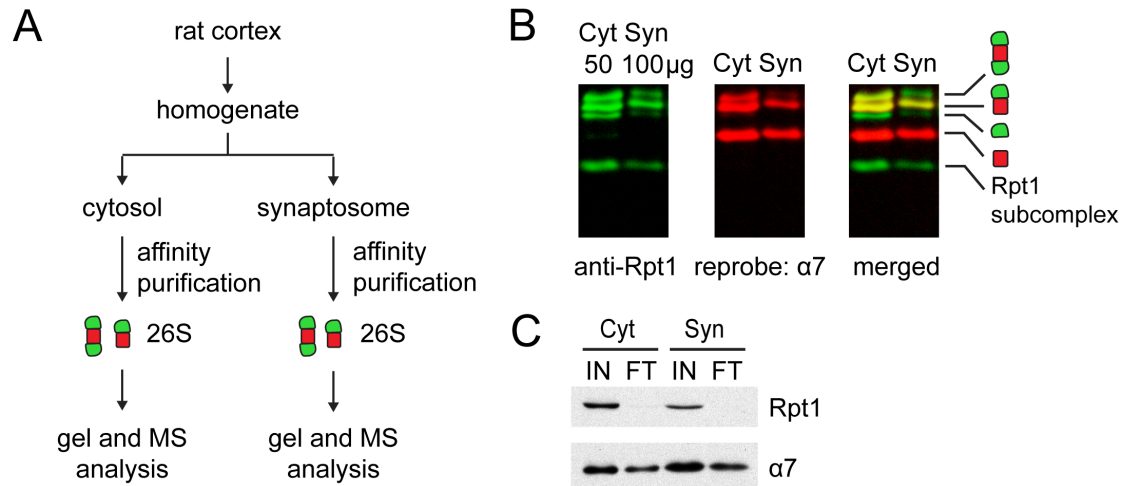 A
rat cortex
homogenate
cytosol
synaptosome
affinity
purification
affinity
purification
26S
26S
gel and MS
analysis
gel and MS
analysis
B
Cyt Syn
50 100µg
Cyt Syn
Cyt Syn
Rpt1
subcomplex
anti-Rpt1
reprobe: α7
merged
C
Cyt
Syn
IN FT IN FT
Rpt1
α7